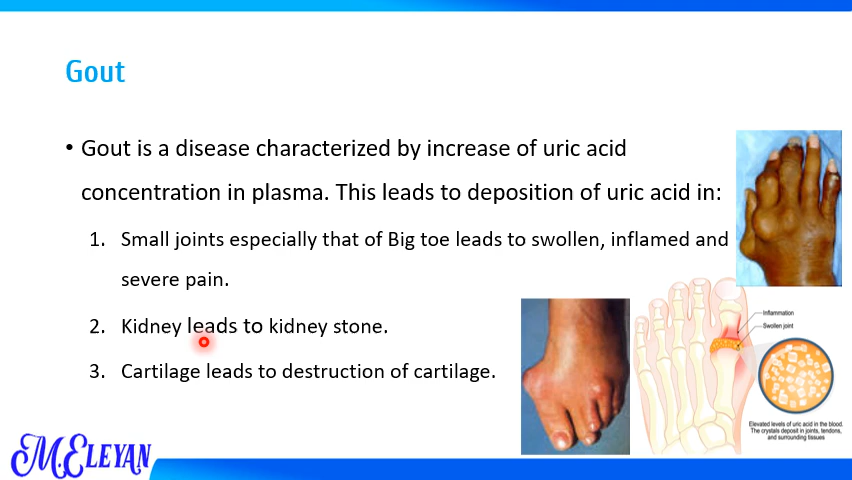 Gout
• Gout is a disease characterized by increase of uric acid
concentration in plasma. This leads to deposition of uric acid in:
1. Small joints especially that of Big toe leads to swollen, inflamed and
severe pain.
2. Kidney leads to kidney stone.
3. Cartilage leads to destruction of cartilage.
Inflammation
Swollen joint
Elevated levels of uric acid in the blood.
The crystals deposit in joints, tendons,
and surrounding tissues
M.ELEYAN